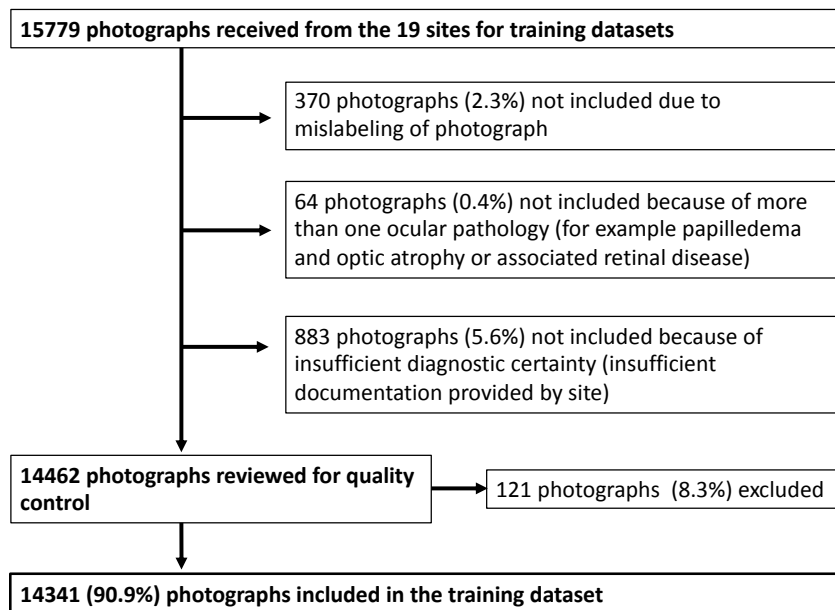 15779 photographs received from the 19 sites for training datasets
370 photographs (2.3%) not included due to
mislabeling of photograph
64 photographs (0.4%) not included because of more
than one ocular pathology (for example papilledema
and optic atrophy or associated retinal disease)
883 photographs (5.6%) not included because of
insufficient diagnostic certainty (insufficient
documentation provided by site)
14462 photographs reviewed for quality
control
121 photographs (8.3%) excluded
14341 (90.9%) photographs included in the training dataset